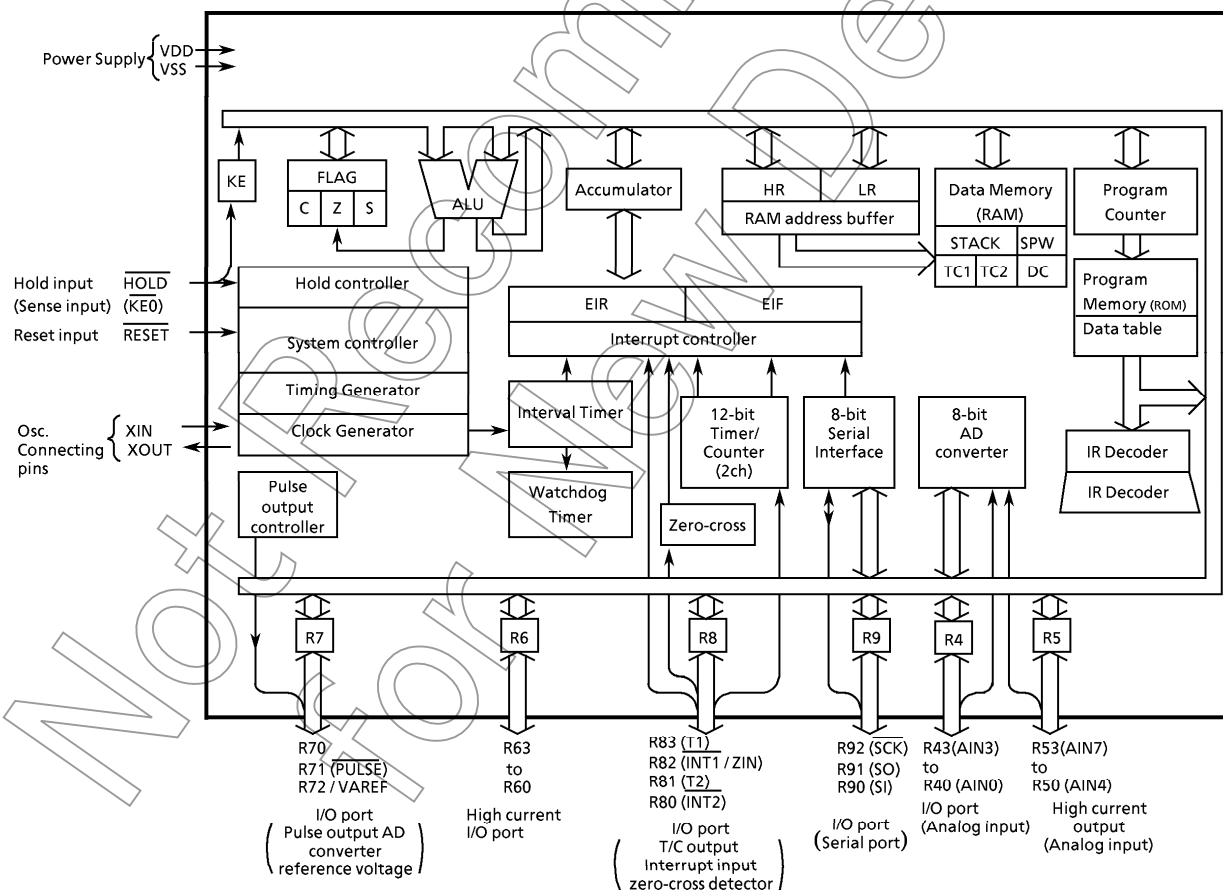 Power Supply
VDD
VSS
KE
FLAG
C Z S
ALU
Accumulator
HR LR
RAM address buffer
Data Memory
(RAM)
STACK SPW
TC1 TC2 DC
Program
Counter
Program
Memory (ROM)
Data table
Hold input HOLD
(Sense input) (KE0)
Reset input RESET
Hold controller
System controller
Timing Generator
Clock Generator
Osc.
Connecting
pins
XIN
XOUT
EIR EIF
Interrupt controller
Interval Timer
Watchdog
Timer
12-bit
Timer/
Counter
(2ch)
8-bit
Serial
Interface
8-bit
AD
converter
IR Decoder
IR Decoder
Pulse
output
controller
Zero-cross
R7
R6
R8
R9
R4
R5
R70
R71 (PULSE)
R72 / VAREF
I/O port
(Pulse output AD
converter
reference voltage)
R63
to
R60
High current
I/O port
R83 (T1)
R82 (INT1 / ZIN)
R81 (T2)
R80 (INT2)
I/O port
(T/C output
Interrupt input
zero-cross detector)
R92 (SCK)
R91 (SO)
R90 (SI)
I/O port
(Serial port)
R43(AIN3)
to
R40 (AIN0)
I/O port
(Analog input)
R53(AIN7)
to
R50 (AIN4)
High current
output
(Analog input)
Not Recom
for New De